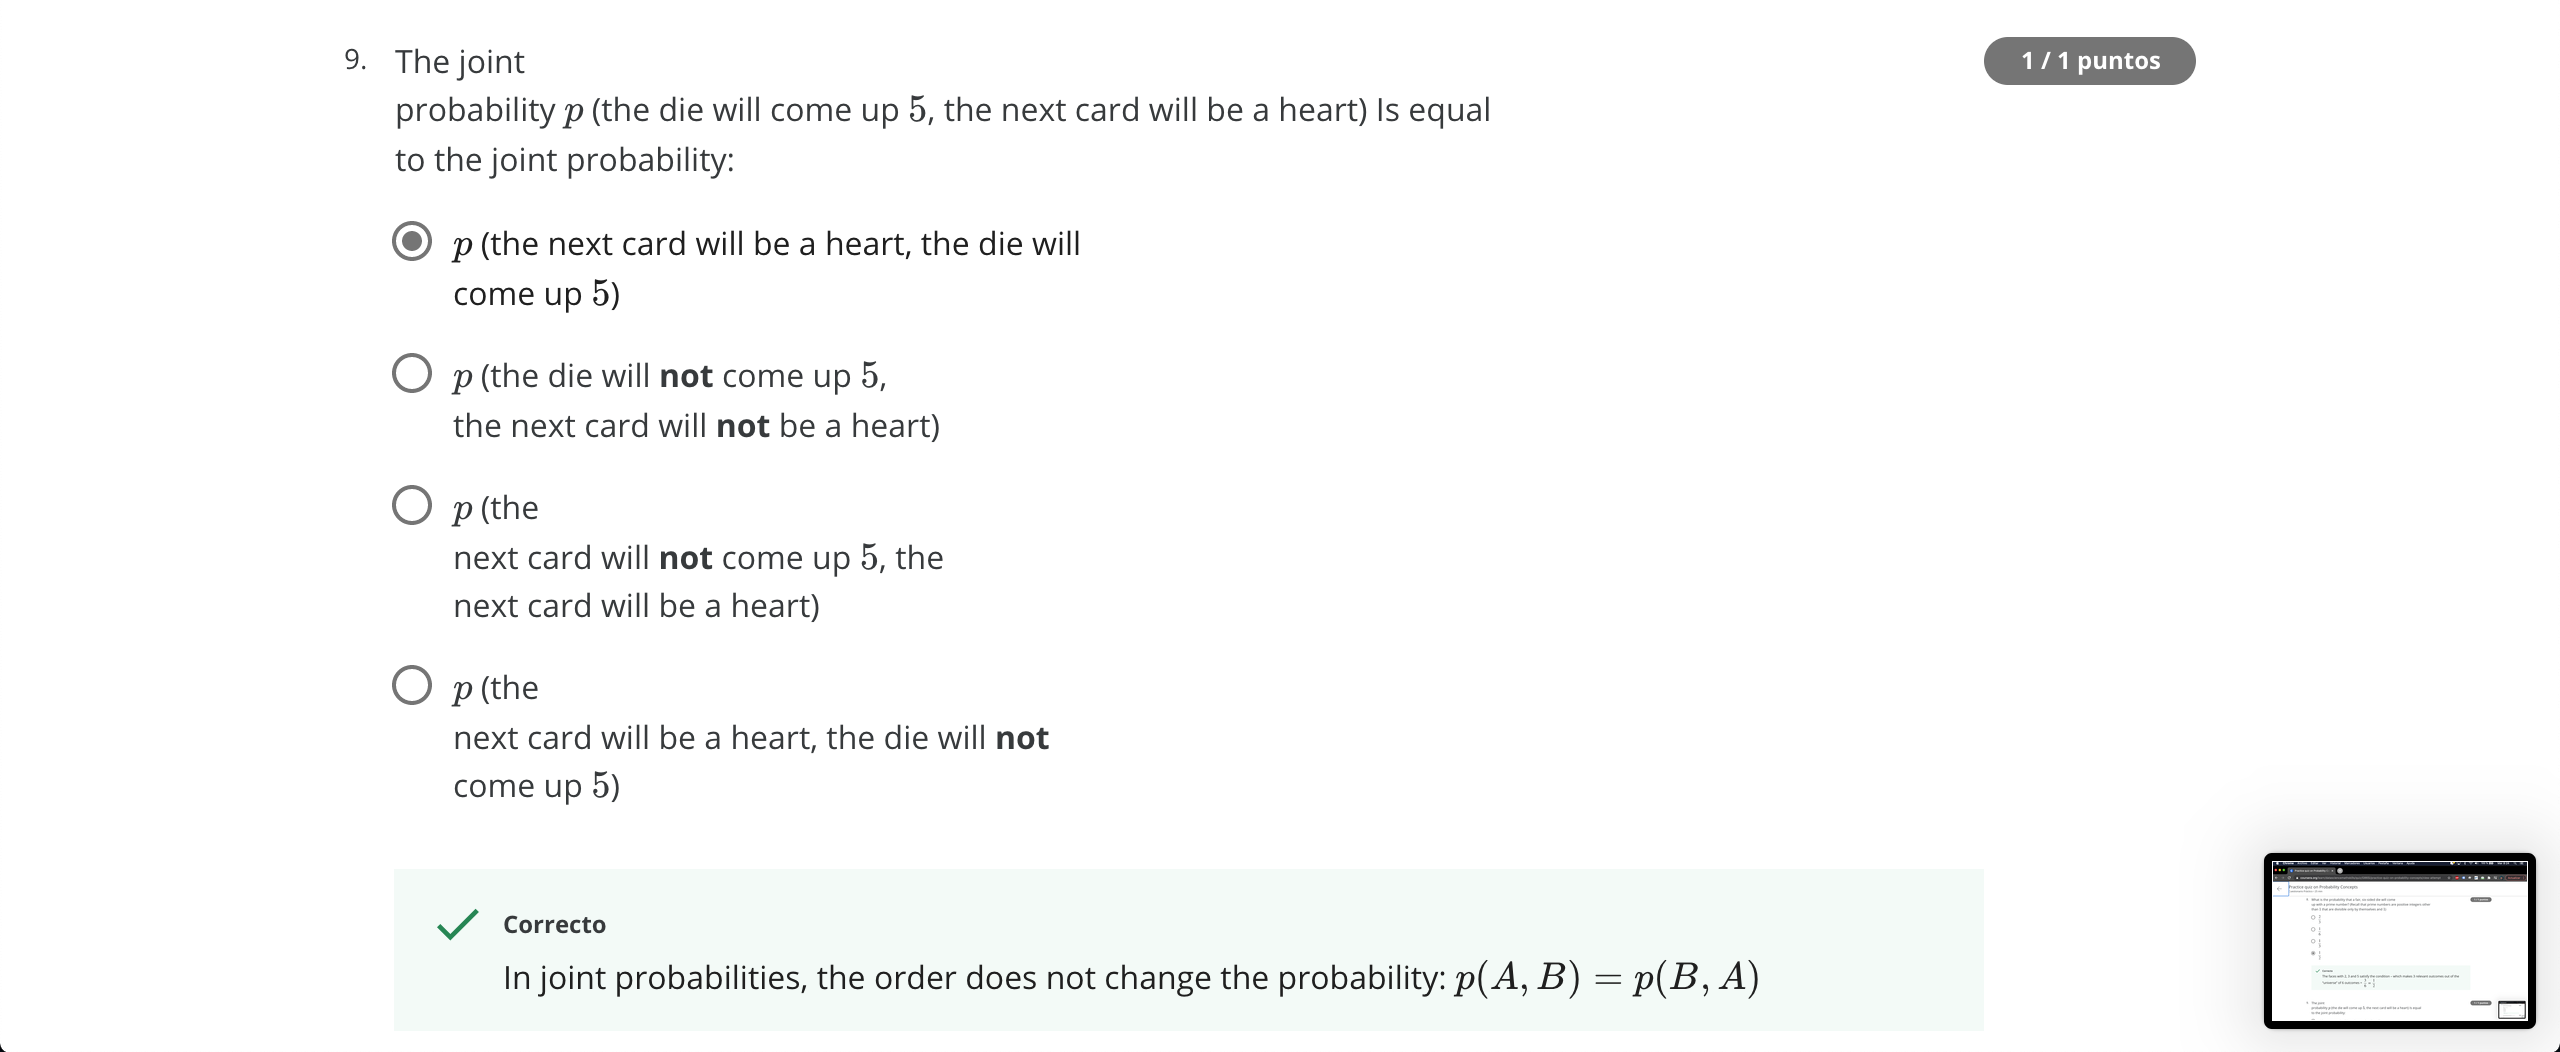 9. The joint
1 / 1 puntos
probability p (the die will come up 5, the next card will be a heart) Is equal
to the joint probability:
p (the next card will be a heart, the die will
come up 5)
p (the die will not come up 5,
the next card will not be a heart)
p (the
next card will not come up 5, the
next card will be a heart)
p (the
next card will be a heart, the die will not
come up 5)
Correcto
In joint probabilities, the order does not change the probability: p(A, B) = p(B, A)